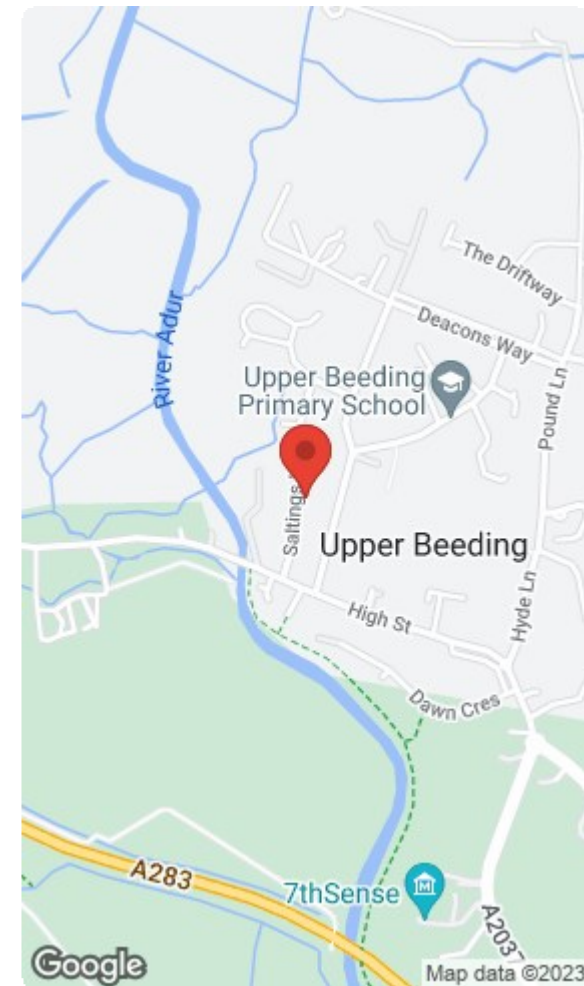 The Driftway
Deacons Way
River Adur
Upper Beeding
Primary School
Pound Ln
Saltings
Upper Beeding
High St
Hyde Ln
Dawn Cres
A283
7thSense
A2037
Google
Map data ©2023